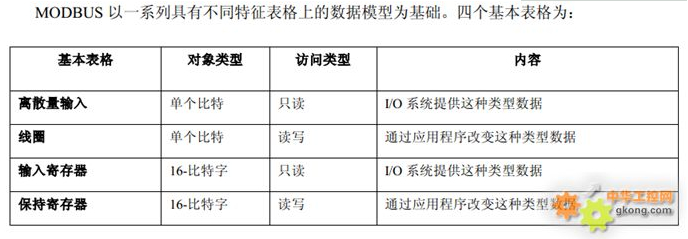 MODBUS 以一系列具有不同特征表格上的数据模型为基础。四个基本表格为：
基本表格 对象类型 访问类型 内容
离散量输入 单个比特 只读 I/O 系统提供这种类型数据
线圈 单个比特 读写 通过应用程序改变这种类型数据
输入寄存器 16-比特字 只读 I/O 系统提供这种类型数据
保持寄存器 16-比特字 读写 通过应用程序改变这种类型数据
中华工控网
gkong.com